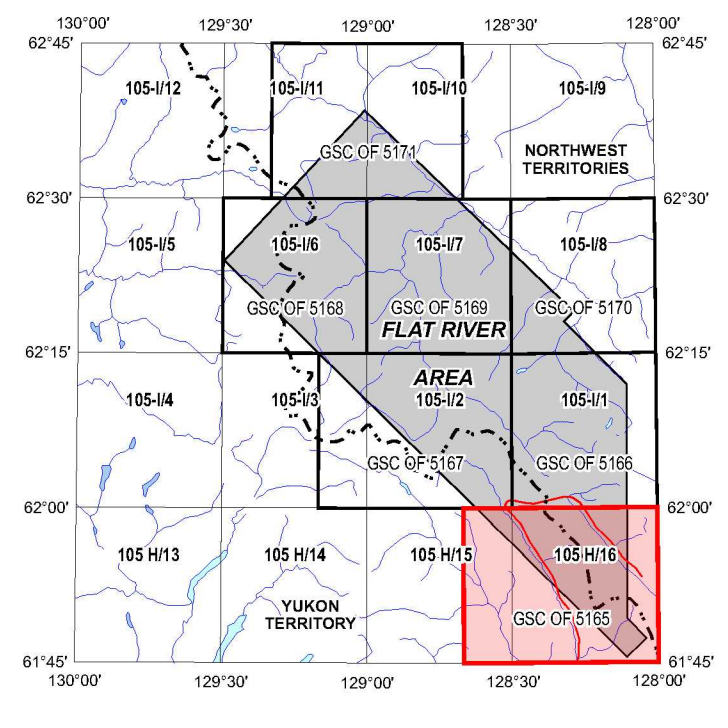 130°00' 129°30' 129°00' 128°30' 128°00'
62°45' 62°45'
105-I/12 105-I/11 105-I/10 105-I/9
GSC OF 5171
NORTHWEST
TERRITORIES
62°30' 62°30'
105-I/5 105-I/6 105-I/7 105-I/8
GSC OF 5168 GSC OF 5169 GSC OF 5170
FLAT RIVER
62°15' 62°15'
AREA
105-I/4 105-I/3 105-I/2 105-I/1
GSC OF 5167 GSC OF 5166
62°00' 62°00'
105 H/13 105 H/14 105 H/15 105 H/16
YUKON
TERRITORY
GSC OF 5165
61°45' 61°45'
130°00' 129°30' 129°00' 128°30' 128°00'